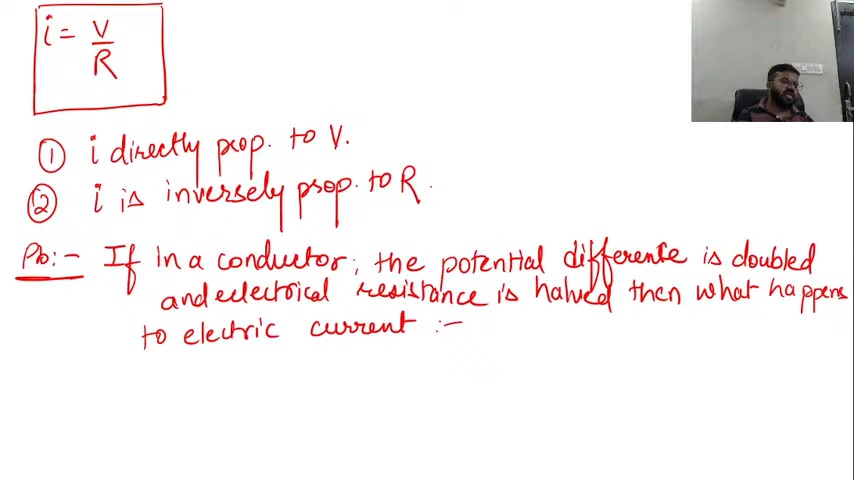 i = V/R
① i directly prop. to V.
② i is inversely prop. to R.
Pb:- If in a conductor, the potential difference is doubled
and eclectrical resistance is halved then what happens
to electric current :-